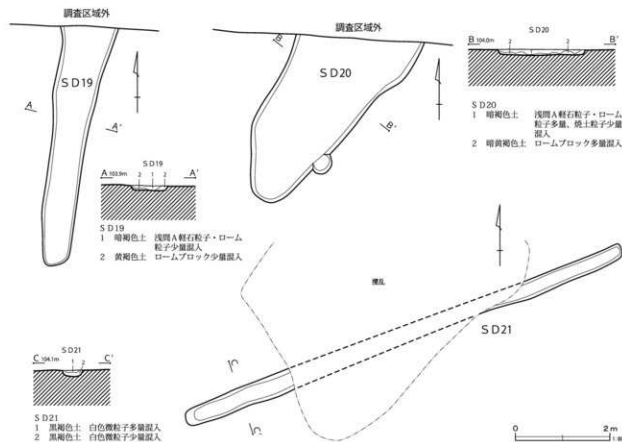 調査区域外
SD19
A
A'
SD19
A 103.9m A'
2 1 2
SD19
1 暗褐色土 浅間A軽石粒子・ローム
粒子少量混入
2 黄褐色土 ロームブロック少量混入
調査区域外
B
SD20
B'
SD20
B 104.0m B'
1
2 2
SD20
1 暗褐色土 浅間A軽石粒子・ローム
粒子多量、焼土粒子少量
混入
2 暗黄褐色土 ロームブロック多量混入
攪乱
SD21
SD21
C 104.1m C'
1 2
SD21
1 黒褐色土 白色微粒子多量混入
2 黒褐色土 白色微粒子少量混入
0 2m